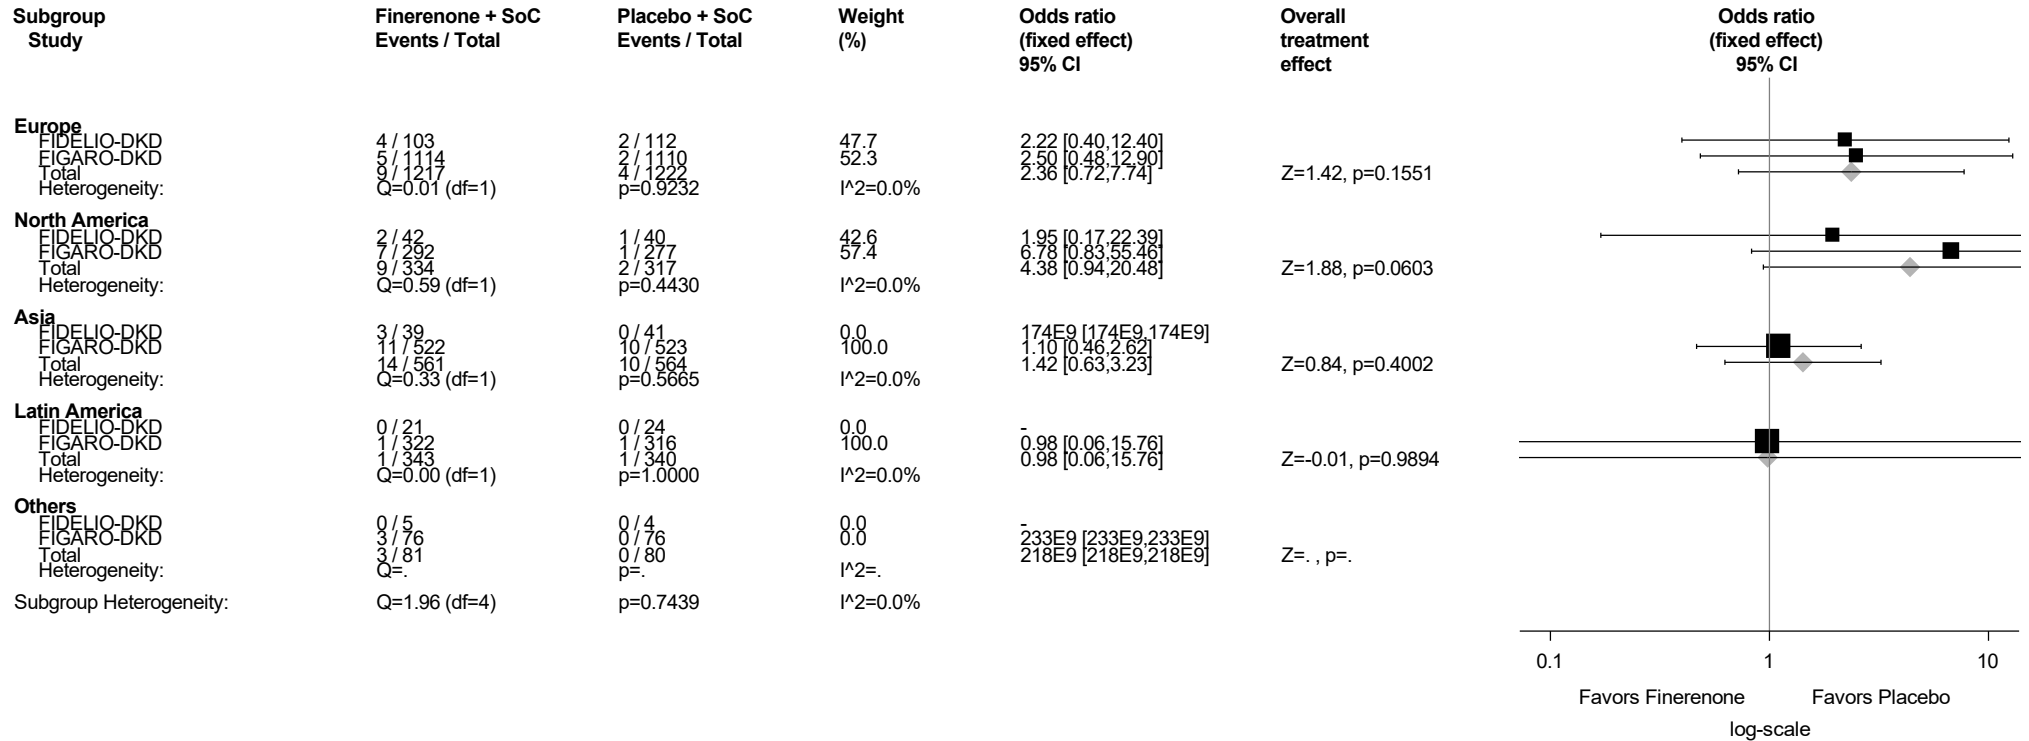 Subgroup Finerenone + SoC Placebo + SoC Weight Odds ratio Overall Odds ratio
Study Events / Total Events / Total (%) (fixed effect) treatment (fixed effect)
95% CI effect 95% CI
Europe
FIDELIO-DKD 4 / 103 2 / 112 47.7 2.22 [0.40,12.40]
FIGARO-DKD 5 / 1114 2 / 1110 52.3 2.50 [0.48,12.90]
Total 9 / 1217 4 / 1222 2.36 [0.72,7.74] Z=1.42, p=0.1551
Heterogeneity: Q=0.01 (df=1) p=0.9232 I^2=0.0%
North America
FIDELIO-DKD 2 / 42 1 / 40 42.6 1.95 [0.17,22.39]
FIGARO-DKD 7 / 292 1 / 277 57.4 6.78 [0.83,55.46]
Total 9 / 334 2 / 317 4.38 [0.94,20.48] Z=1.88, p=0.0603
Heterogeneity: Q=0.59 (df=1) p=0.4430 I^2=0.0%
Asia
FIDELIO-DKD 3 / 39 0 / 41 0.0 174E9 [174E9,174E9]
FIGARO-DKD 11 / 522 10 / 523 100.0 1.10 [0.46,2.62]
Total 14 / 561 10 / 564 1.42 [0.63,3.23] Z=0.84, p=0.4002
Heterogeneity: Q=0.33 (df=1) p=0.5665 I^2=0.0%
Latin America
FIDELIO-DKD 0 / 21 0 / 24 0.0 -
FIGARO-DKD 1 / 322 1 / 316 100.0 0.98 [0.06,15.76]
Total 1 / 343 1 / 340 0.98 [0.06,15.76] Z=-0.01, p=0.9894
Heterogeneity: Q=0.00 (df=1) p=1.0000 I^2=0.0%
Others
FIDELIO-DKD 0 / 5 0 / 4 0.0 -
FIGARO-DKD 3 / 76 0 / 76 0.0 233E9 [233E9,233E9]
Total 3 / 81 0 / 80 218E9 [218E9,218E9] Z=. , p=.
Heterogeneity: Q=. p=. I^2=.
Subgroup Heterogeneity: Q=1.96 (df=4) p=0.7439 I^2=0.0%
0.1 1 10
Favors Finerenone Favors Placebo
log-scale